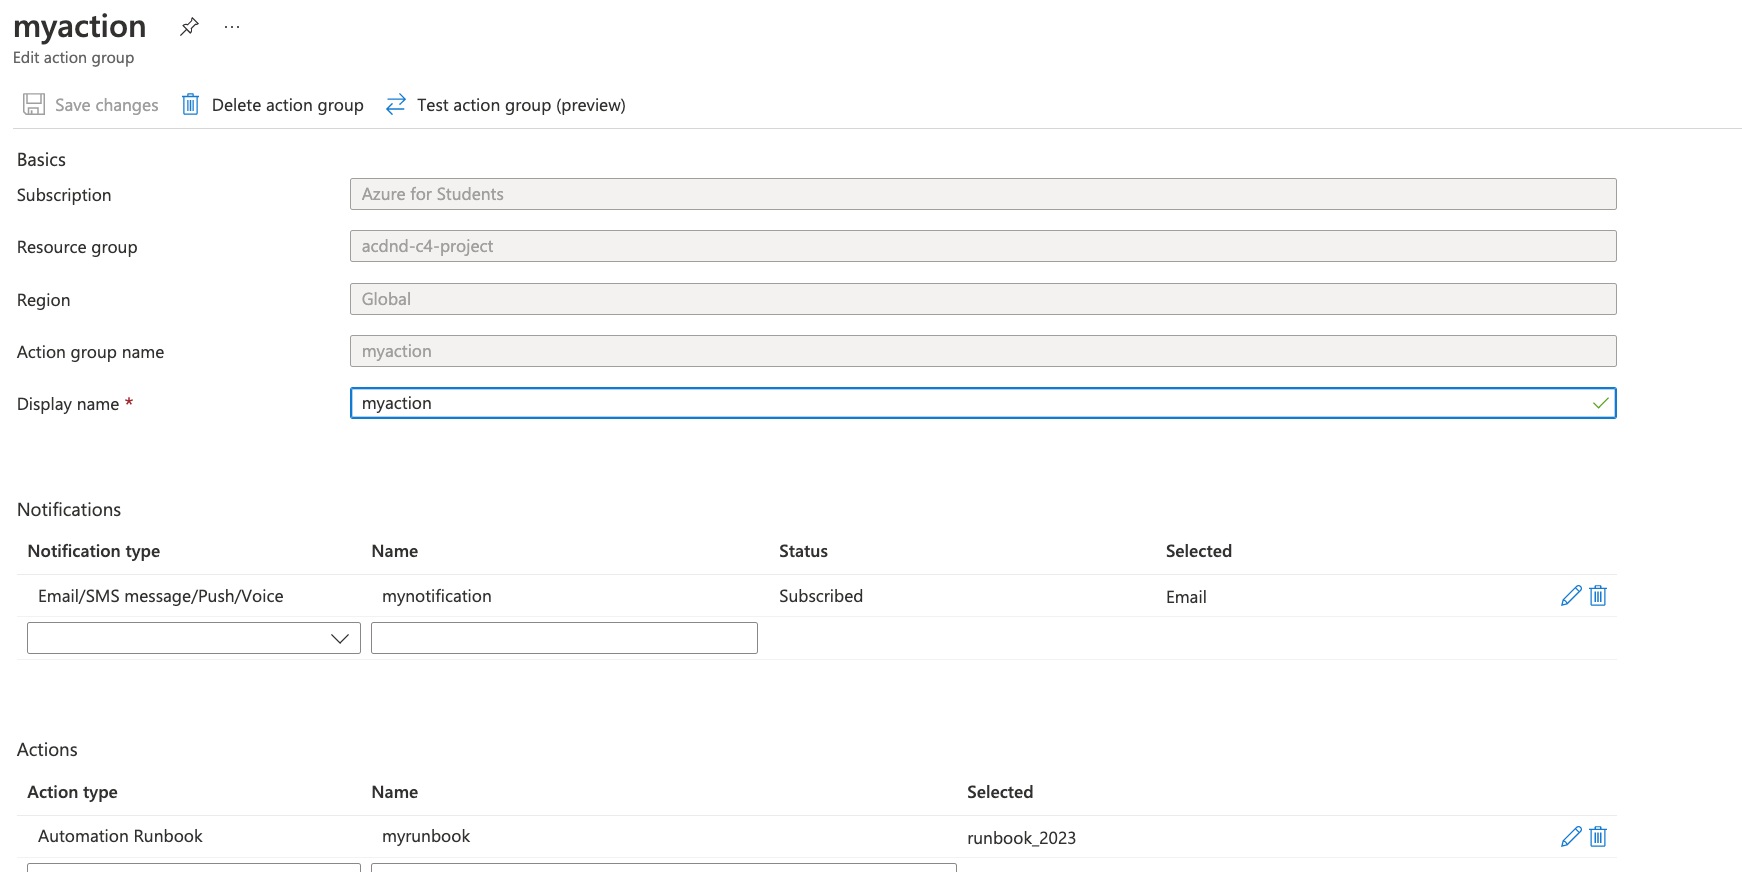 myaction
Edit action group
Save changes Delete action group Test action group (preview)
Basics
Subscription Azure for Students
Resource group acdnd-c4-project
Region Global
Action group name myaction
Display name * myaction
Notifications
Notification type Name Status Selected
Email/SMS message/Push/Voice mynotification Subscribed Email
Actions
Action type Name Selected
Automation Runbook myrunbook runbook_2023